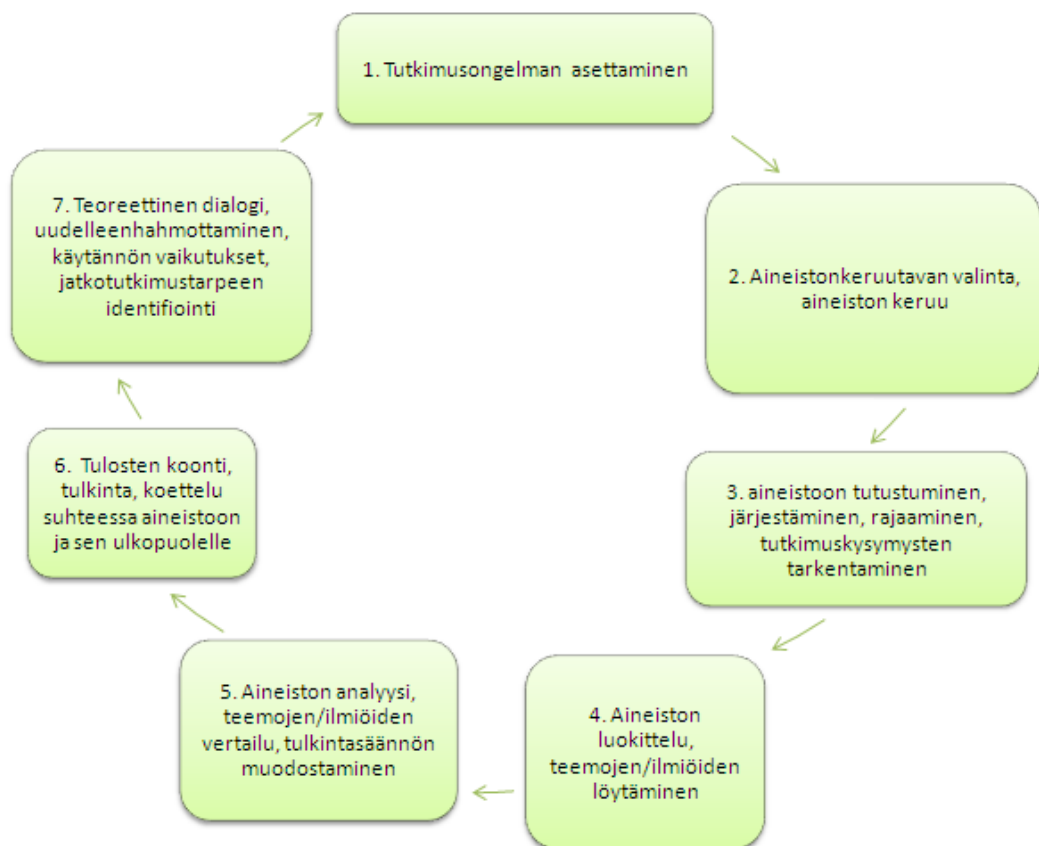 1. Tutkimusongelman asettaminen
2. Aineistonkeruutavan valinta,
aineiston keruu
3. aineistoon tutustuminen,
järjestäminen, rajaaminen,
tutkimuskysymysten
tarkentaminen
4. Aineiston
luokittelu,
teemojen/ilmiöiden
löytäminen
5. Aineiston analyysi,
teemojen/ilmiöiden
vertailu, tulkintasäännön
muodostaminen
6. Tulosten koonti,
tulkinta, koettelu
suhteessa aineistoon
ja sen ulkopuolelle
7. Teoreettinen dialogi,
uudelleenhahmottaminen,
käytännön vaikutukset,
jatkotutkimustarpeen
identifiointi